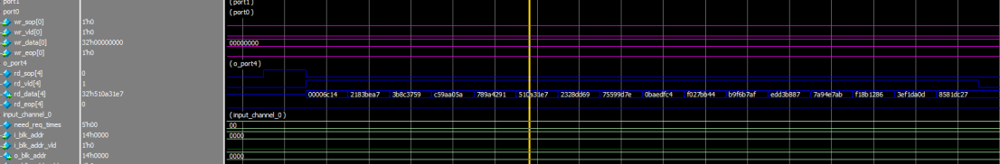 port1 (port1)
port0 (port0)
wr_sop[0] 1'h0
wr_vld[0] 1'h0
wr_data[0] 32'h00000000 00000000
wr_eop[0] 1'h0
o_port4 (o_port4)
rd_sop[4] 0
rd_vld[4] 1
rd_data[4] 32'h510a31e7 00006c14 2183bea7 3b8c3759 c59aa05a 789a4291 510a31e7 2328dd69 75599d7e 0baedfc4 f027bb44 b9f6b7af edd3b887 7a94e7ab f18b1286 3ef1da0d 8581dc27
rd_eop[4] 0
input_channel_0 (input_channel_0)
need_req_times 5'h00 00
i_blk_addr 14'h0000 0000
i_blk_addr_vld 1'h0
o_blk_addr 14'h0000 0000